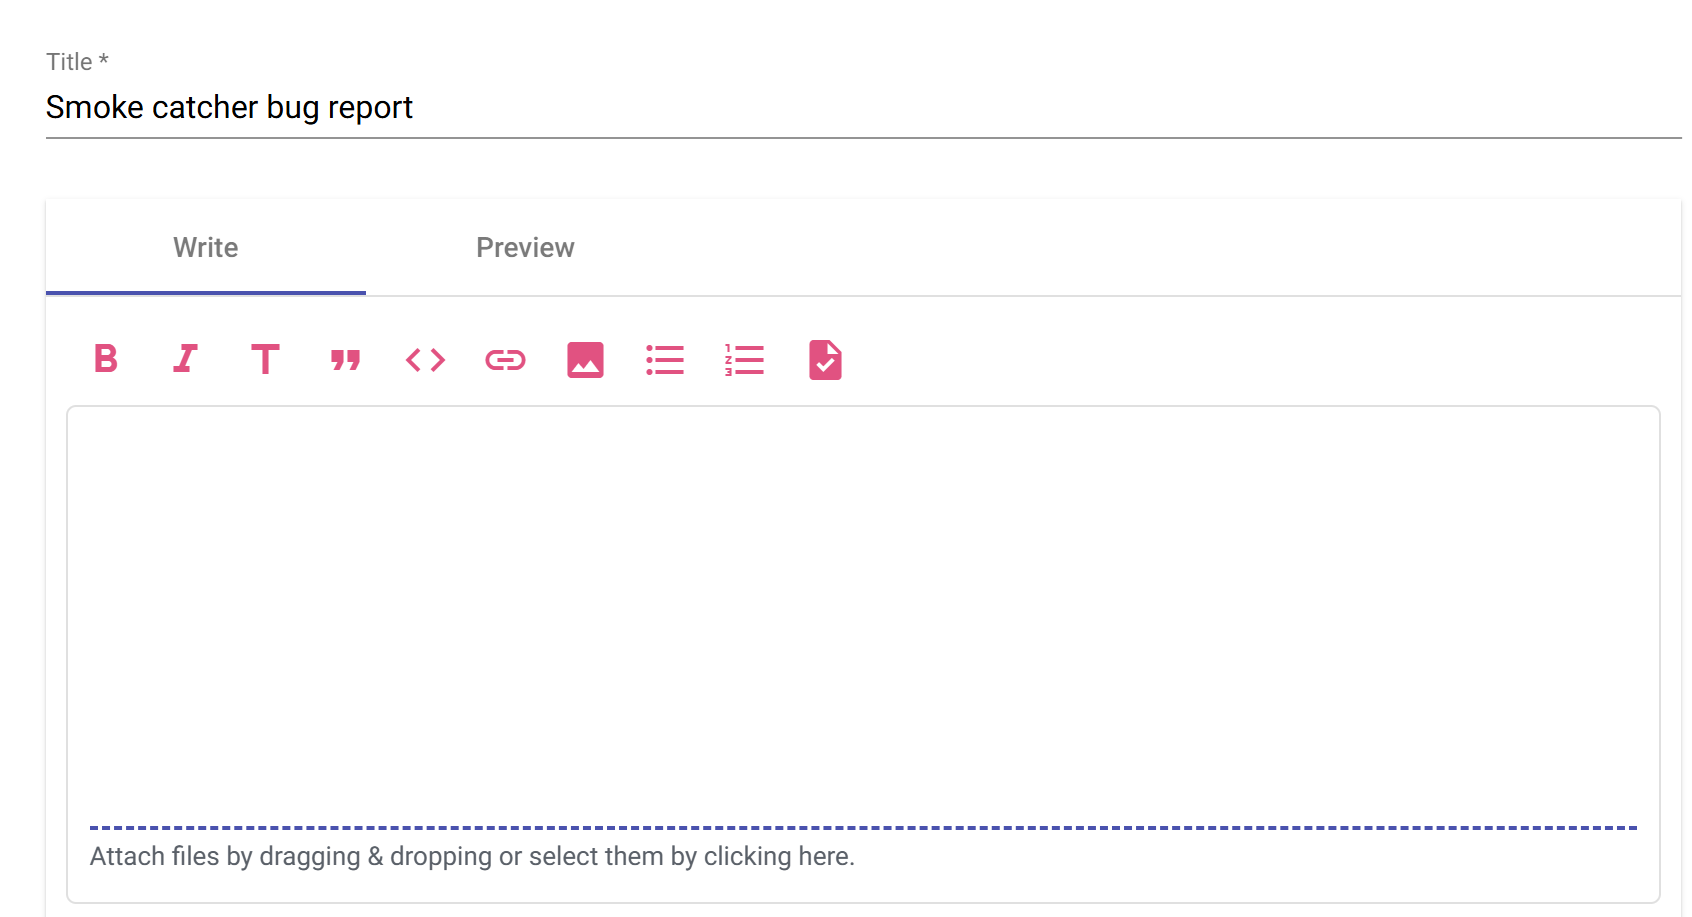 Title *
Smoke catcher bug report
Write Preview
Attach files by dragging & dropping or select them by clicking here.